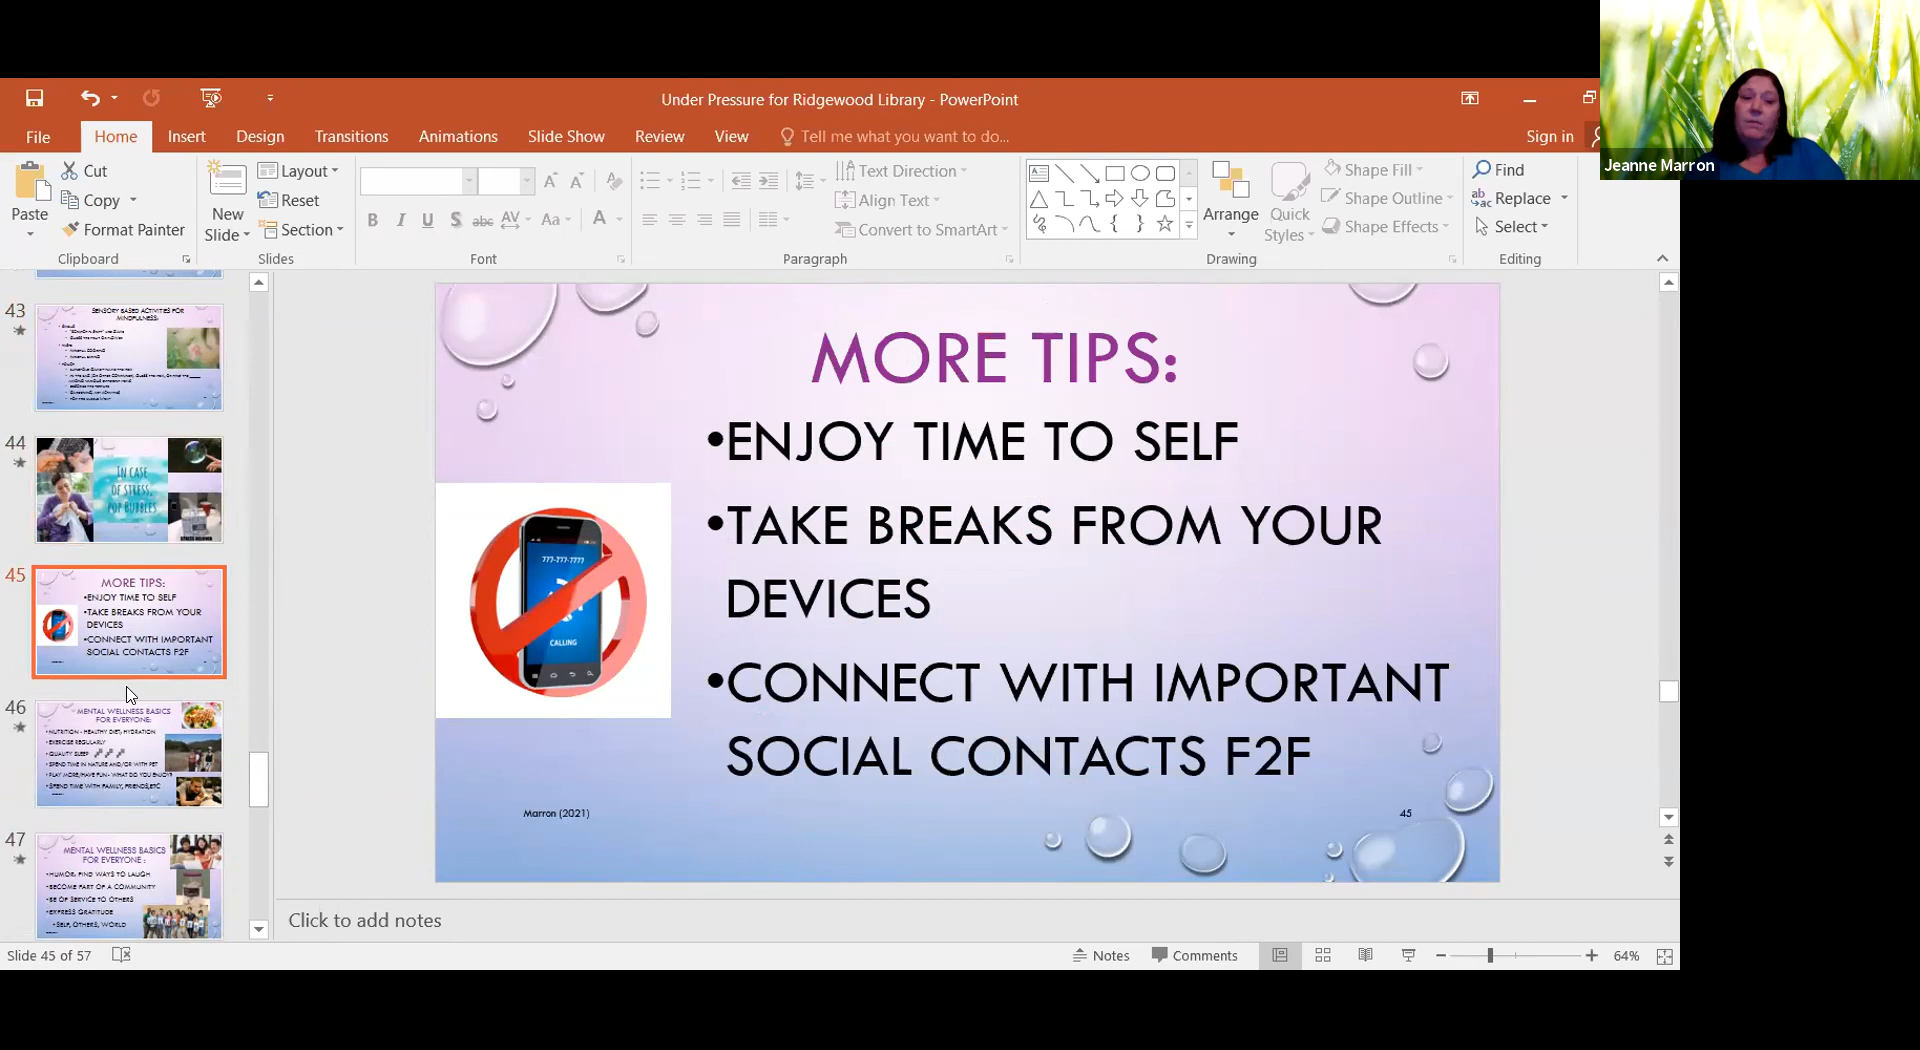 Under Pressure for Ridgewood Library - PowerPoint
File Home Insert Design Transitions Animations Slide Show Review View Tell me what you want to do... Sign in
Jeanne Marron
Paste
Cut
Copy
Format Painter
Clipboard
New
Slide
Layout
Reset
Section
Slides
Font
Text Direction
Align Text
Convert to SmartArt
Paragraph
Arrange
Quick
Styles
Shape Fill
Shape Outline
Shape Effects
Drawing
Find
Replace
Select
Editing
43
SENSORY BASED ACTIVITIES FOR
MINDFULNESS:
44
IN CASE
OF STRESS,
POP BUBBLES
45
MORE TIPS:
•ENJOY TIME TO SELF
•TAKE BREAKS FROM YOUR
DEVICES
•CONNECT WITH IMPORTANT
SOCIAL CONTACTS F2F
46
MENTAL WELLNESS BASICS
FOR EVERYONE:
•NUTRITION - HEALTHY DIET, HYDRATION
•EXERCISE REGULARLY
•QUALITY SLEEP
•SPEND TIME IN NATURE AND/OR WITH PET
•PLAY MORE/HAVE FUN - WHAT DO YOU ENJOY?
•SPEND TIME WITH FAMILY, FRIENDS,ETC
47
MENTAL WELLNESS BASICS
FOR EVERYONE :
•HUMOR: FIND WAYS TO LAUGH
•BECOME PART OF A COMMUNITY
•BE OF SERVICE TO OTHERS
•EXPRESS GRATITUDE
•SELF, OTHERS, WORLD
MORE TIPS:
•ENJOY TIME TO SELF
•TAKE BREAKS FROM YOUR
DEVICES
•CONNECT WITH IMPORTANT
SOCIAL CONTACTS F2F
777-777-7777
CALLING
Marron (2021)
45
Click to add notes
Slide 45 of 57
Notes
Comments
64%